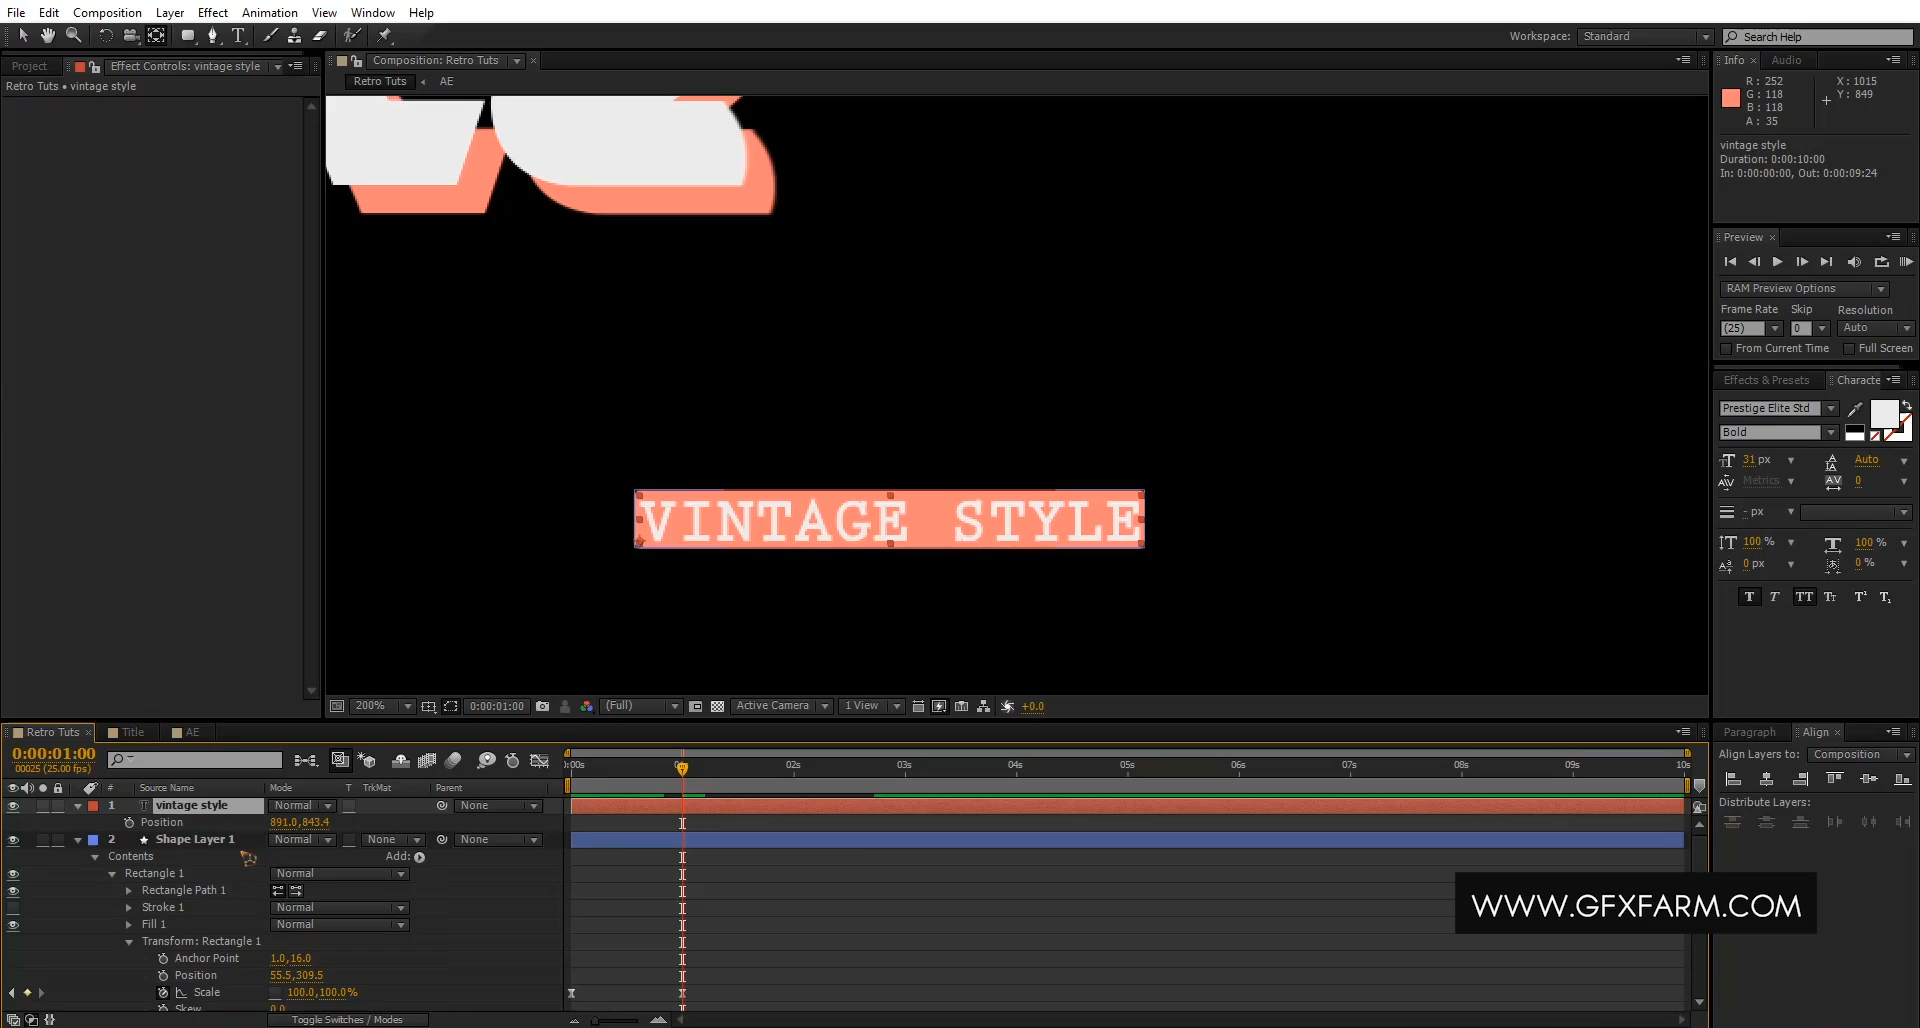 File Edit Composition Layer Effect Animation View Window Help
Workspace: Standard Search Help
Project Effect Controls: vintage style
Composition: Retro Tuts
Info Audio
Retro Tuts • vintage style
Retro Tuts AE
R : 252
G : 118
B : 118
A : 35
X : 1015
Y : 849
vintage style
Duration: 0:00:10:00
In: 0:00:00:00, Out: 0:00:09:24
Preview
RAM Preview Options
Frame Rate Skip Resolution
(25) 0 Auto
From Current Time Full Screen
Effects & Presets Characte
Prestige Elite Std
Bold
31 px Auto
Metrics 0
- px
100 % 100 %
0 px 0 %
T T TT Tt T¹ T₁
VINTAGE STYLE
200% 0:00:01:00 (Full) Active Camera 1 View +0.0
Retro Tuts Title AE
Paragraph Align
0:00:01:00
00025 (25.00 fps)
Align Layers to: Composition
Distribute Layers:
# Source Name Mode T TrkMat Parent
):00s 02s 03s 04s 05s 06s 07s 08s 09s 10s
1 T vintage style Normal None
Position 891.0,843.4
2 Shape Layer 1 Normal None None
Contents Add:
Rectangle 1 Normal
Rectangle Path 1
Stroke 1 Normal
Fill 1 Normal
Transform: Rectangle 1
Anchor Point 1.0,16.0
Position 55.5,309.5
Scale 100.0,100.0%
Skew 0.0
Toggle Switches / Modes
WWW.GFXFARM.COM